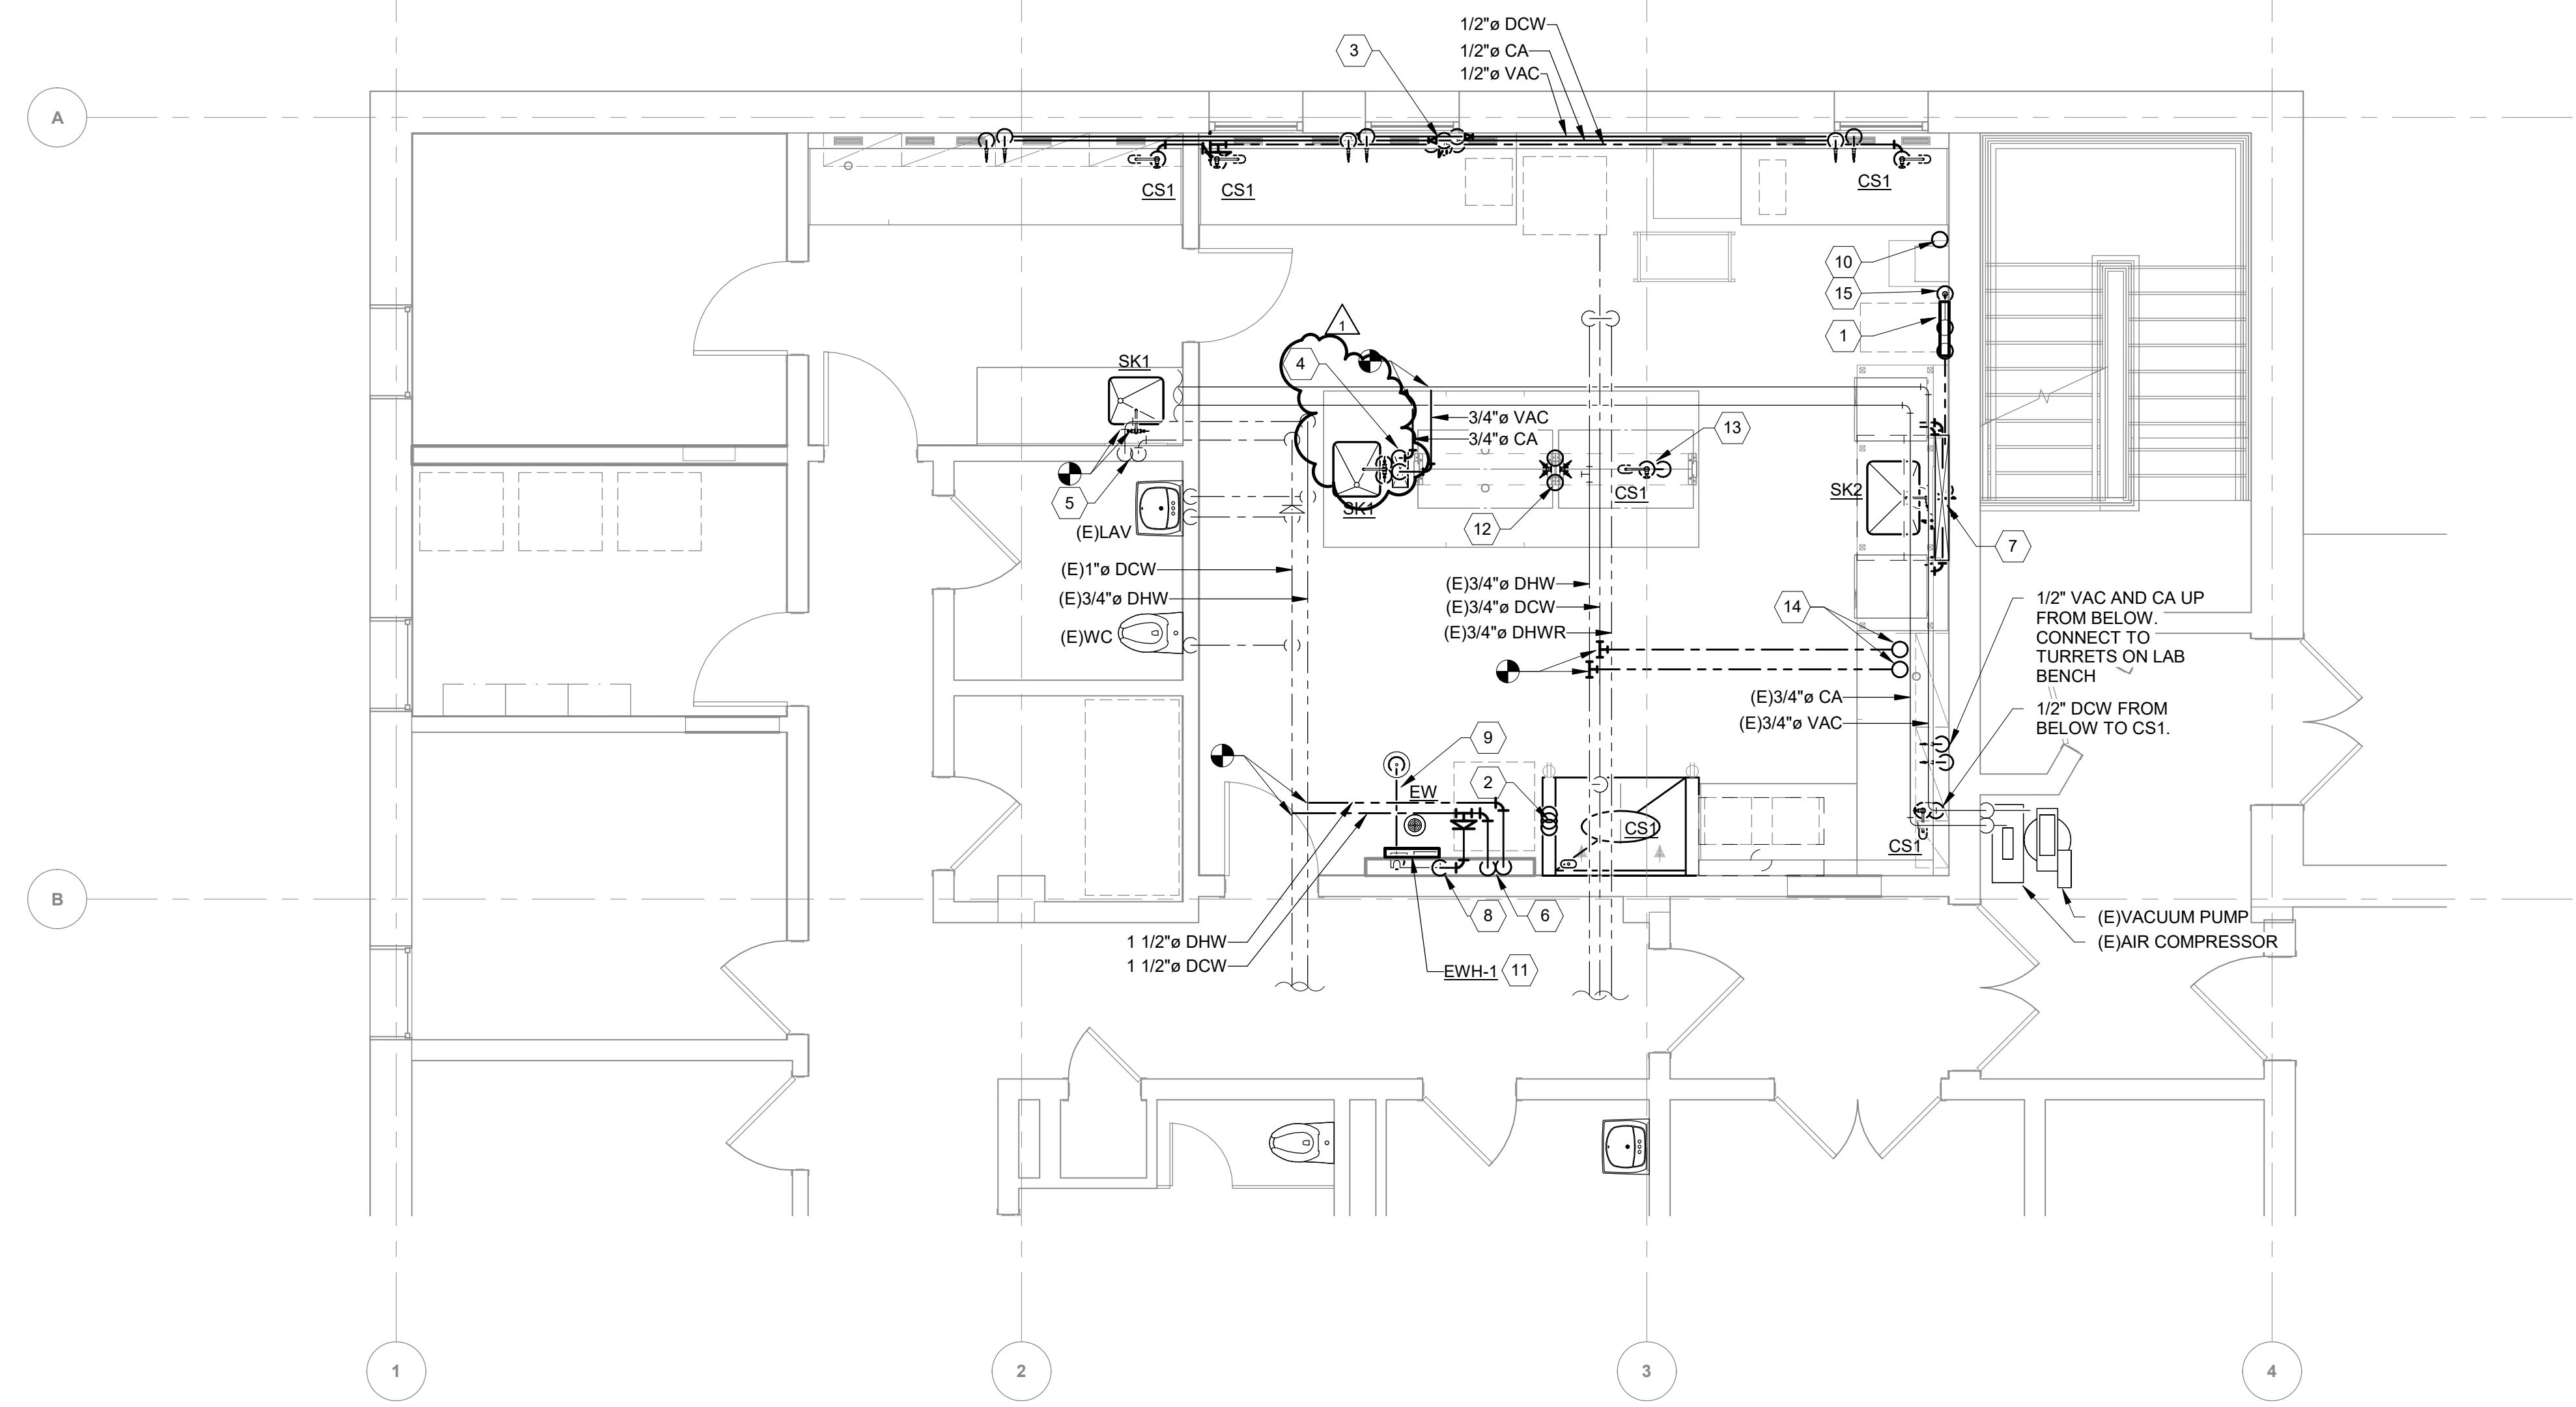 1/2"ø DCW
3
1/2"ø CA
1/2"ø VAC
A
CS1
CS1
CS1
10
15
1
1
4
SK1
3/4"ø VAC
3/4"ø CA
13
5
SK1
CS1
SK2
12
(E)LAV
7
(E)1"ø DCW
(E)3/4"ø DHW
(E)3/4"ø DHW
(E)3/4"ø DCW
(E)3/4"ø DHWR
14
1/2" VAC AND CA UP
FROM BELOW.
CONNECT TO
TURRETS ON LAB
BENCH
(E)WC
(E)3/4"ø CA
(E)3/4"ø VAC
1/2" DCW FROM
BELOW TO CS1.
9
2
EW
CS1
CS1
B
8
6
(E)VACUUM PUMP
(E)AIR COMPRESSOR
1 1/2"ø DHW
1 1/2"ø DCW
EWH-1
11
1
2
3
4